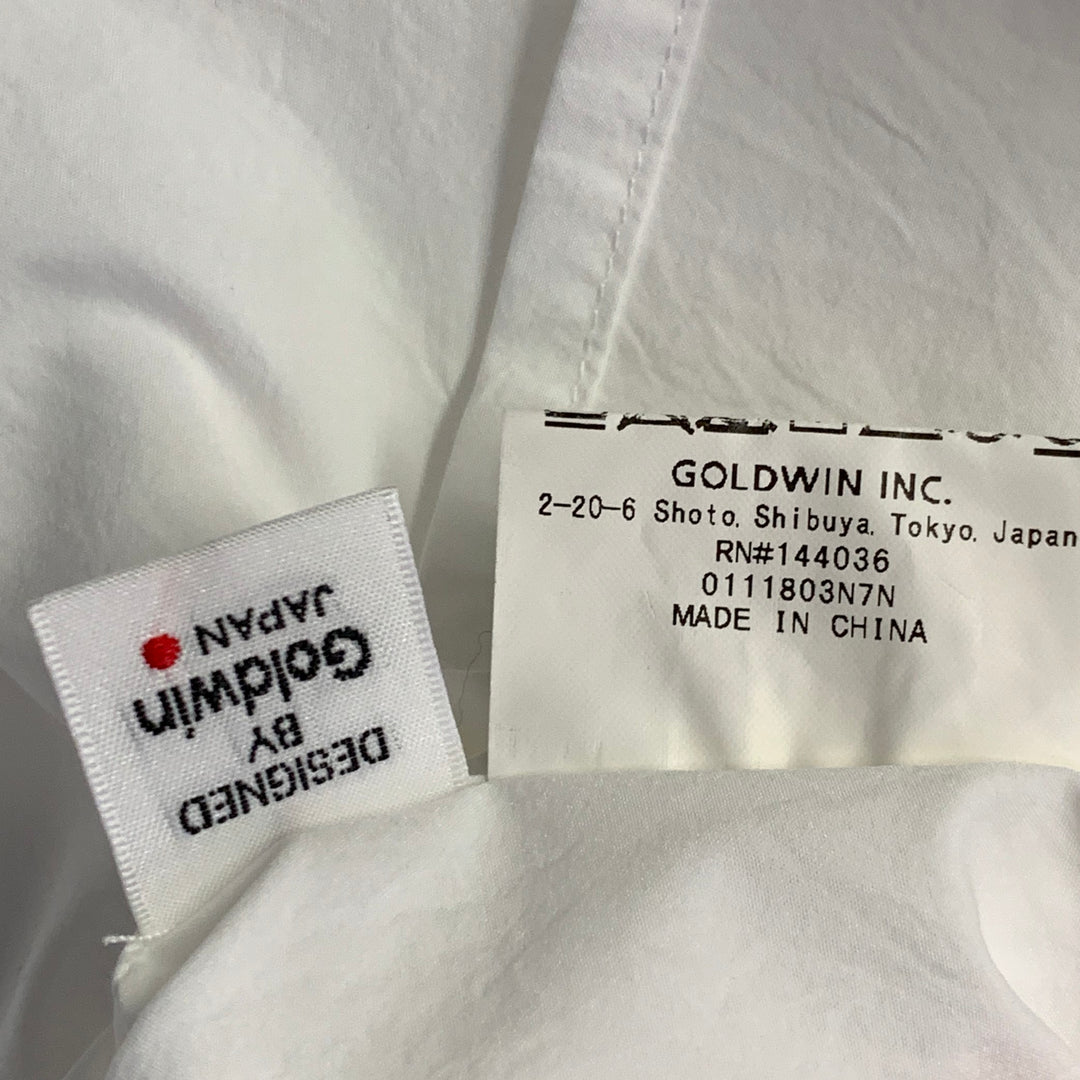 GOLDWIN INC.
2-20-6 Shoto, Shibuya, Tokyo, Japan
RN#144036
0111803N7N
MADE IN CHINA
DESIGNED
BY
Goldwin
JAPAN